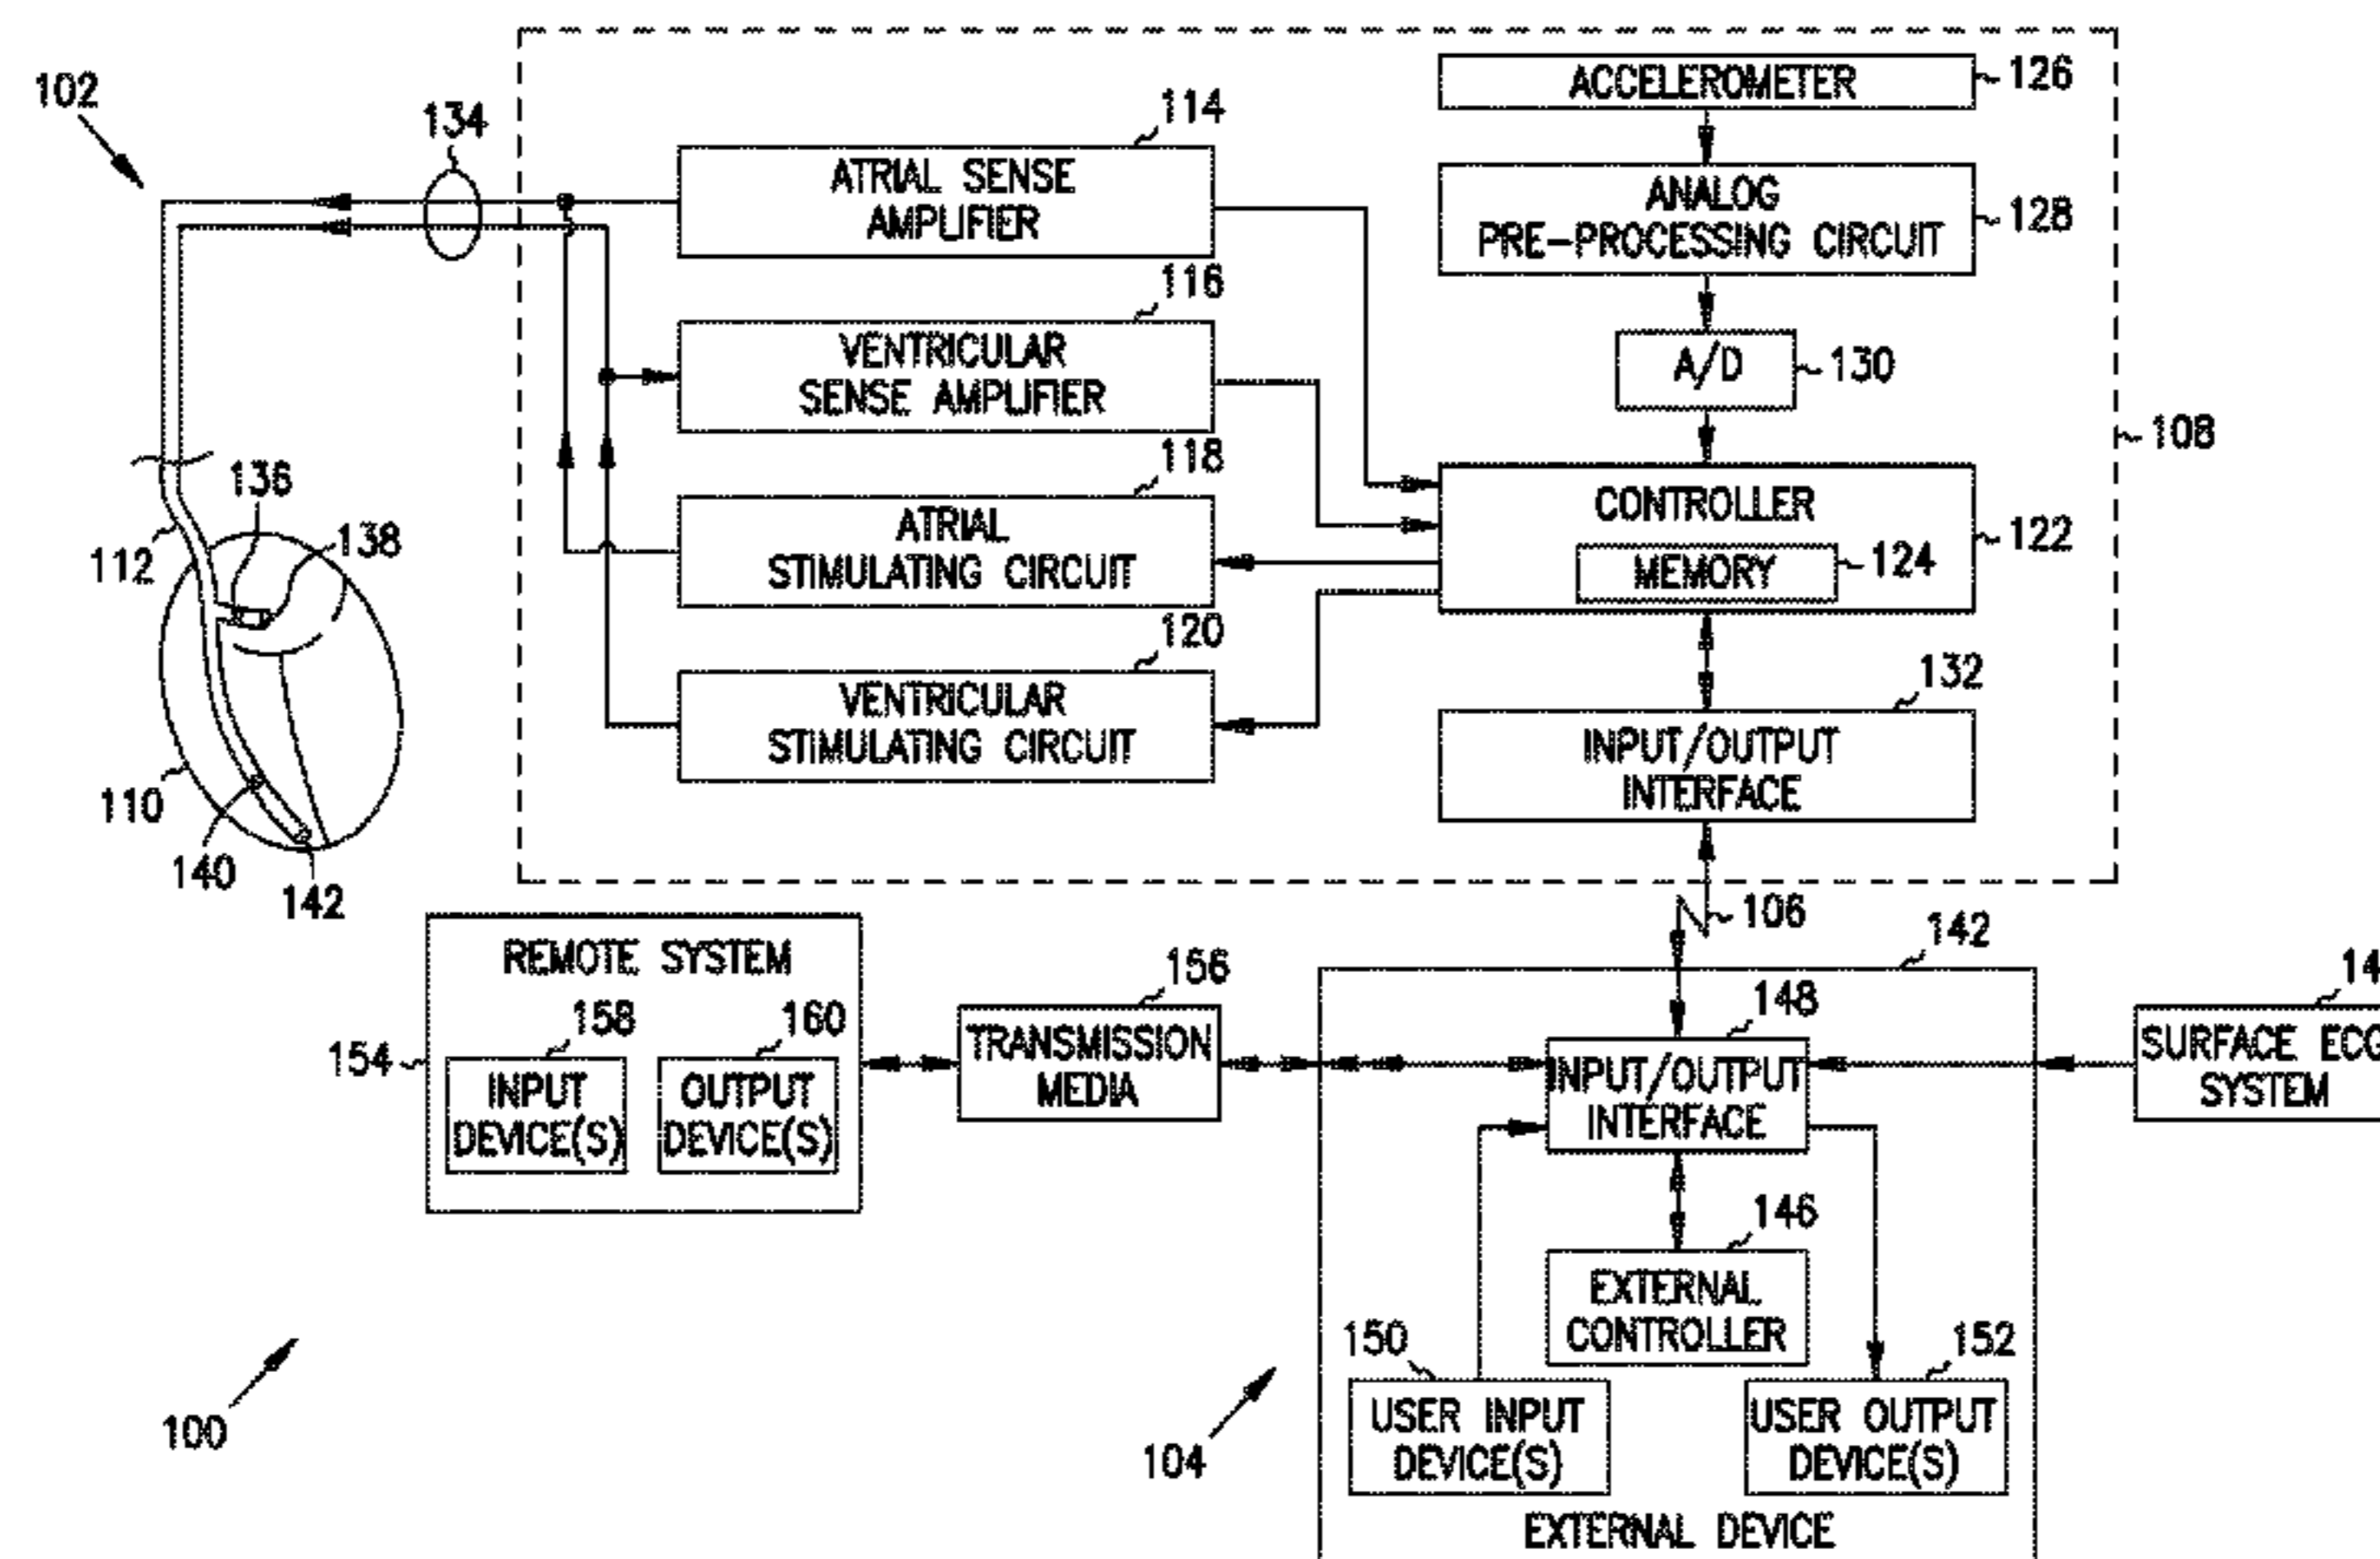 102
134
114
ATRIAL SENSE
AMPLIFIER
116
VENTRICULAR
SENSE AMPLIFIER
118
ATRIAL
STIMULATING CIRCUIT
120
VENTRICULAR
STIMULATING CIRCUIT
ACCELEROMETER
126
ANALOG
PRE-PROCESSING CIRCUIT
128
A/D
130
108
CONTROLLER
122
MEMORY
124
132
INPUT/OUTPUT
INTERFACE
136
138
112
110
140
142
106
REMOTE SYSTEM
154
158
INPUT
DEVICE(S)
160
OUTPUT
DEVICE(S)
156
TRANSMISSION
MEDIA
142
148
INPUT/OUTPUT
INTERFACE
146
EXTERNAL
CONTROLLER
150
USER INPUT
DEVICE(S)
152
USER OUTPUT
DEVICE(S)
EXTERNAL DEVICE
SURFACE ECG
SYSTEM
100
104